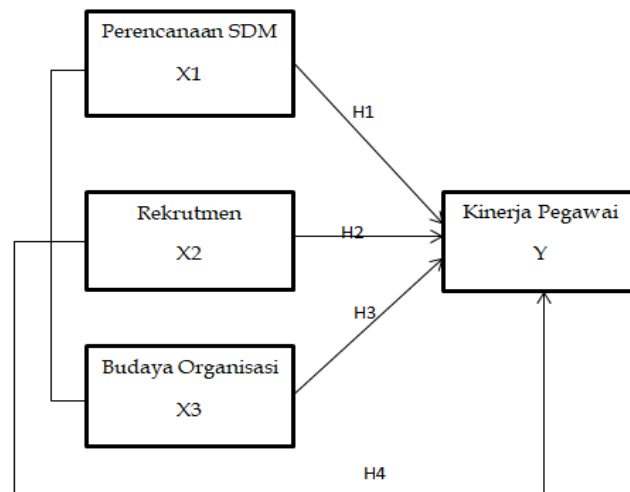 Perencanaan SDM
X1
H1
Rekrutmen
X2
H2
Kinerja Pegawai
Y
H3
Budaya Organisasi
X3
H4